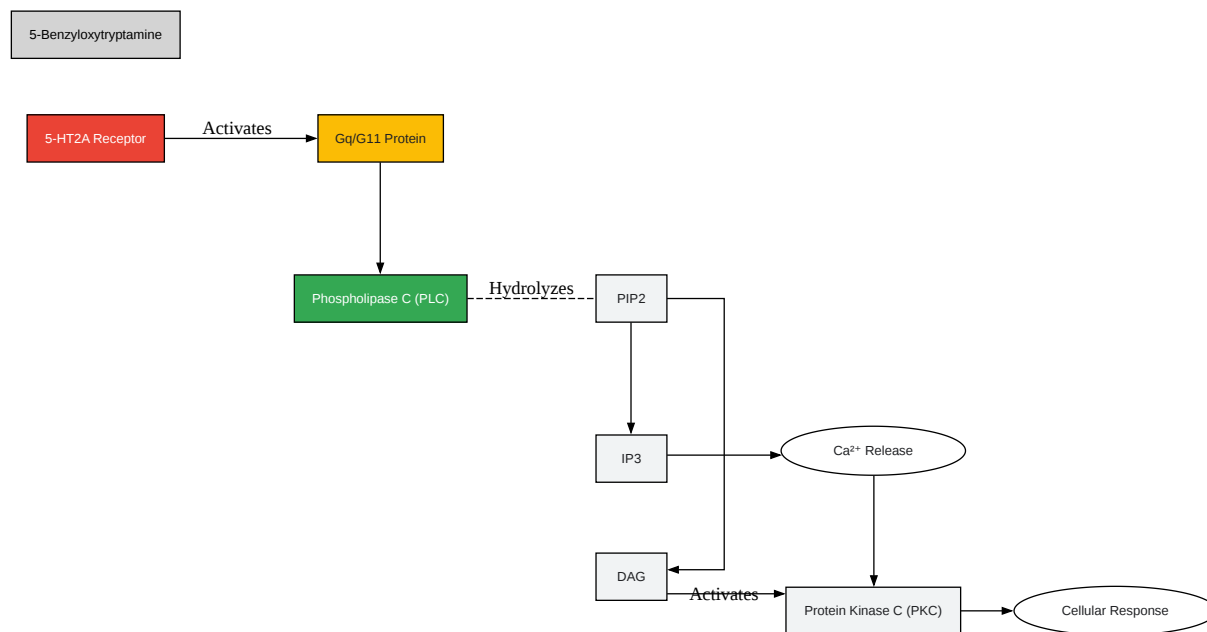 5-Benzyloxytryptamine
5-HT2A Receptor
Activates
Gq/G11 Protein
Phospholipase C (PLC)
Hydrolyzes
PIP2
IP3
Ca²⁺ Release
DAG
Activates
Protein Kinase C (PKC)
Cellular Response